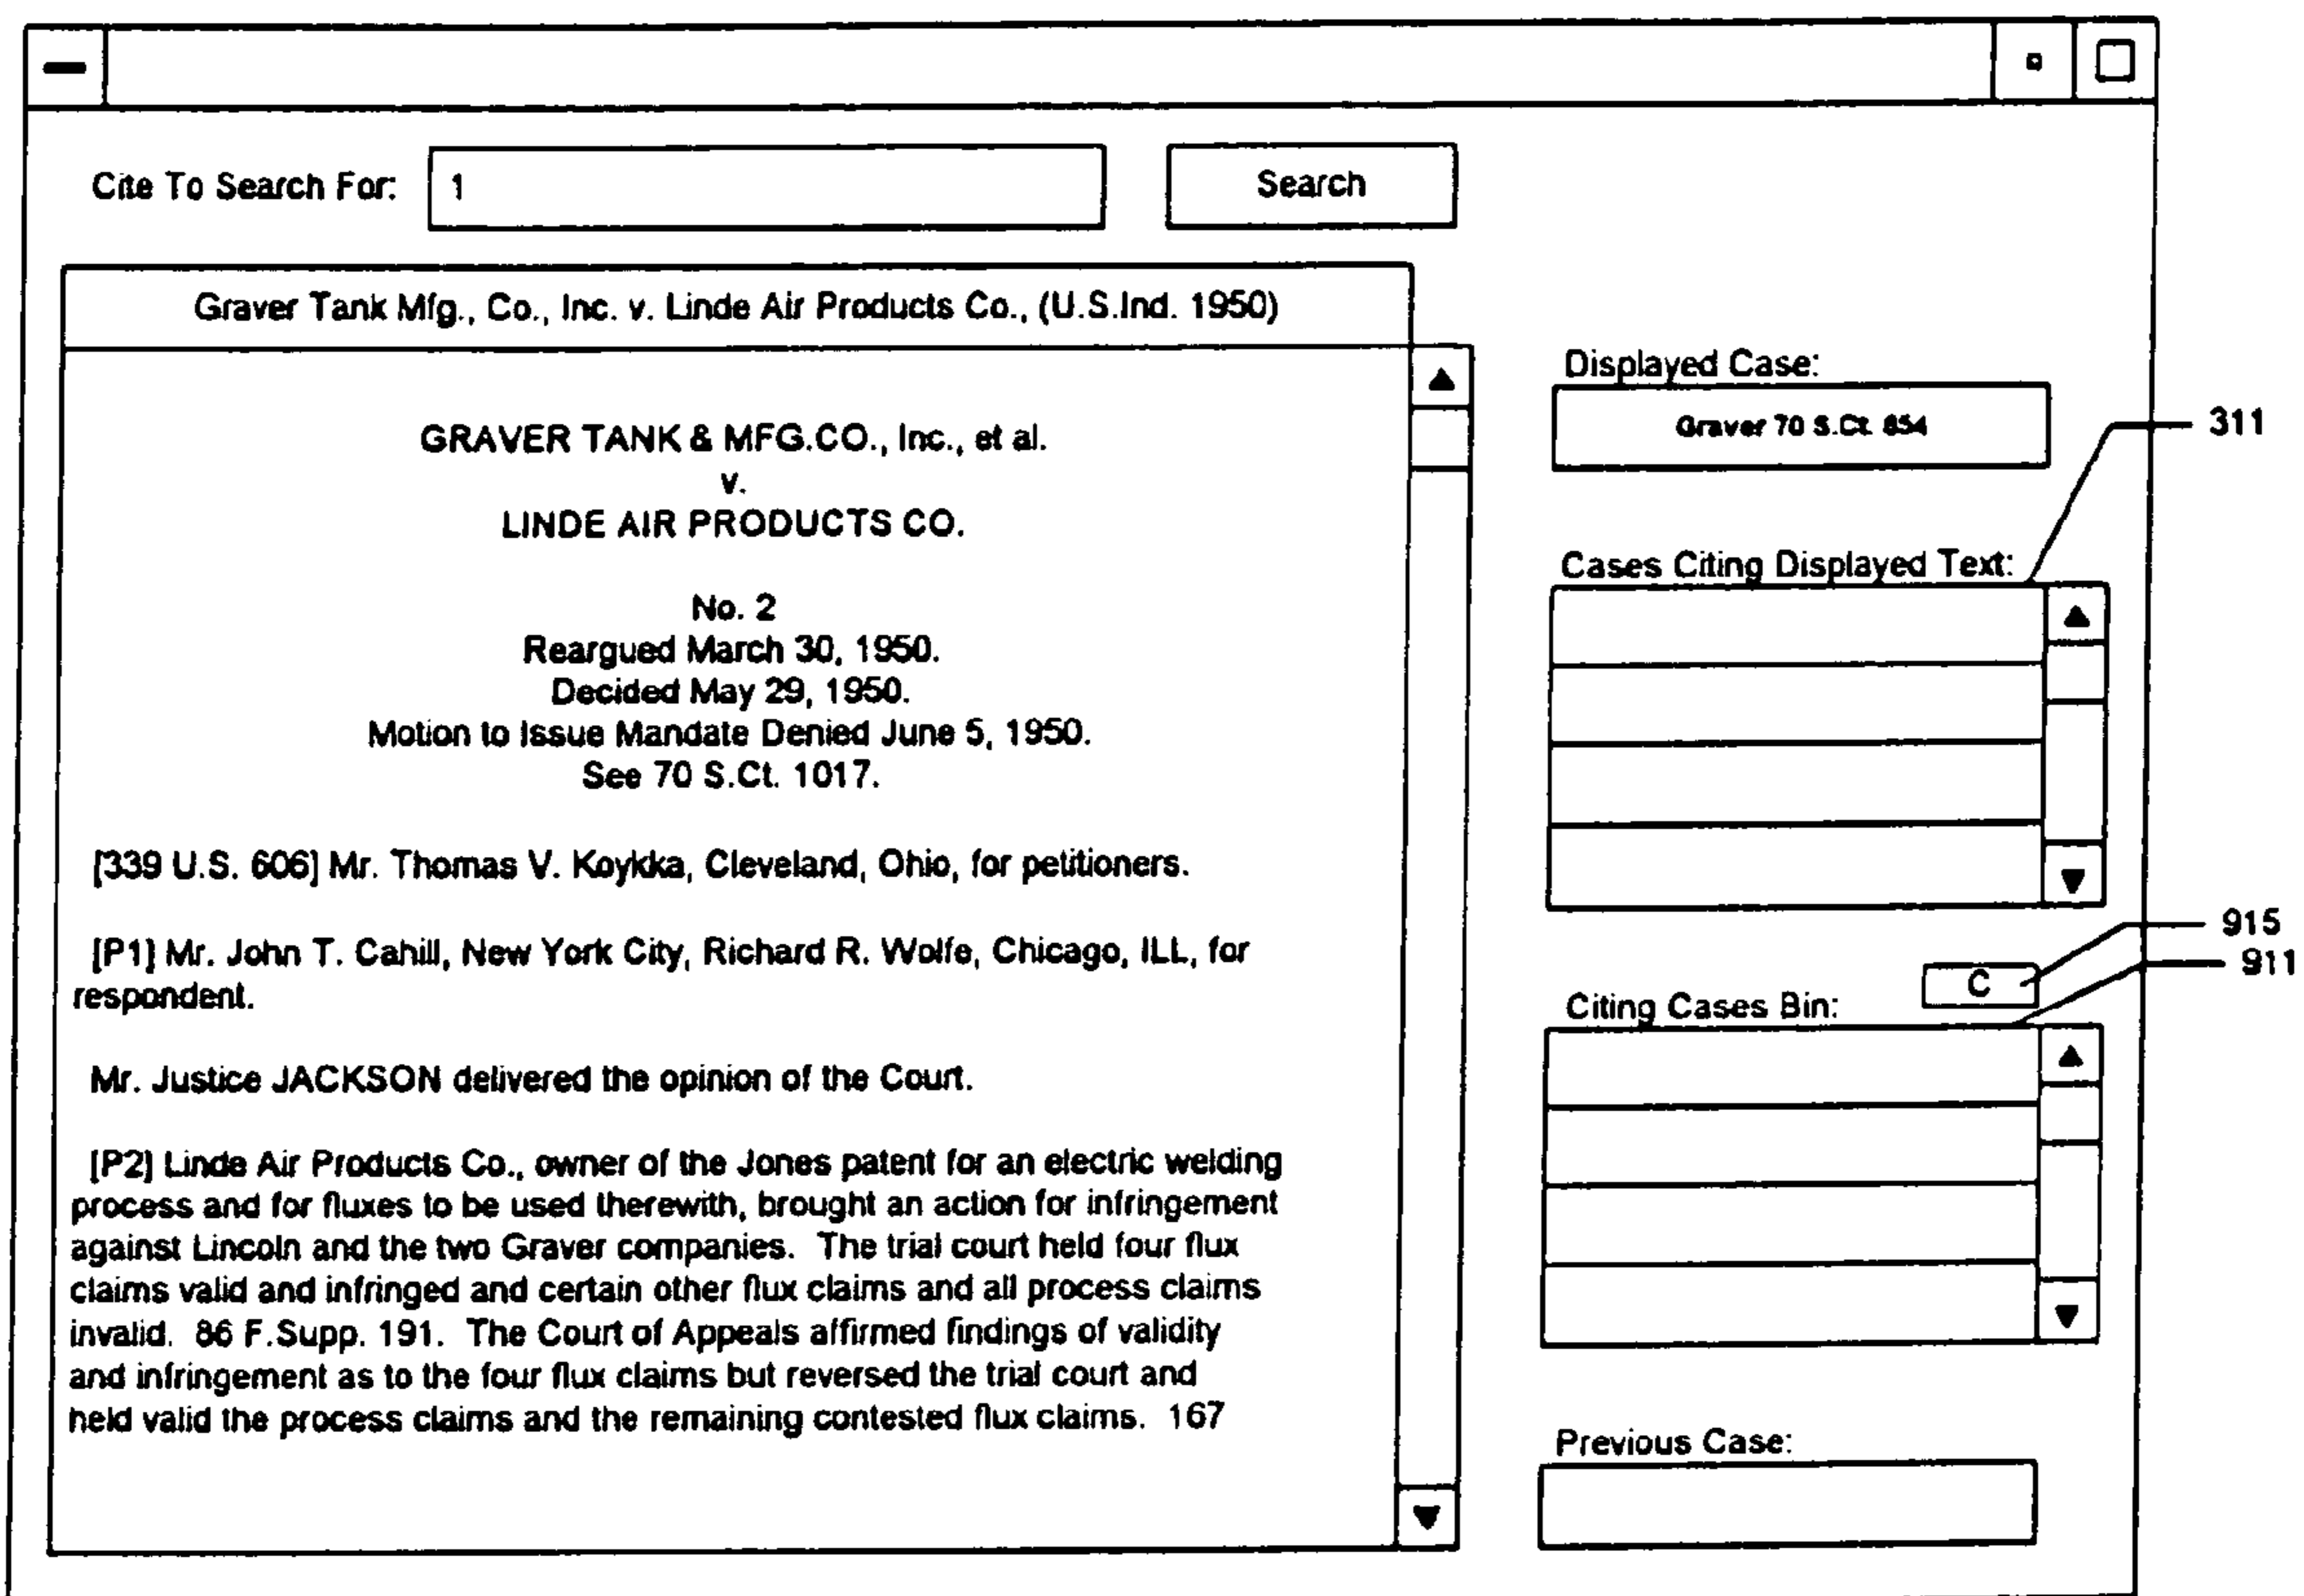 Cite To Search For: 1 Search
Graver Tank Mfg., Co., Inc. v. Linde Air Products Co., (U.S.Ind. 1950)
GRAVER TANK & MFG.CO., Inc., et al.
v.
LINDE AIR PRODUCTS CO.
No. 2
Reargued March 30, 1950.
Decided May 29, 1950.
Motion to Issue Mandate Denied June 5, 1950.
See 70 S.Ct. 1017.
[339 U.S. 606] Mr. Thomas V. Koykka, Cleveland, Ohio, for petitioners.
[P1] Mr. John T. Cahill, New York City, Richard R. Wolfe, Chicago, ILL, for
respondent.
Mr. Justice JACKSON delivered the opinion of the Court.
[P2] Linde Air Products Co., owner of the Jones patent for an electric welding
process and for fluxes to be used therewith, brought an action for infringement
against Lincoln and the two Graver companies. The trial court held four flux
claims valid and infringed and certain other flux claims and all process claims
invalid. 86 F.Supp. 191. The Court of Appeals affirmed findings of validity
and infringement as to the four flux claims but reversed the trial court and
held valid the process claims and the remaining contested flux claims. 167
Displayed Case:
Graver 70 S.Ct. 854
311
Cases Citing Displayed Text:
915
C
911
Citing Cases Bin:
Previous Case: